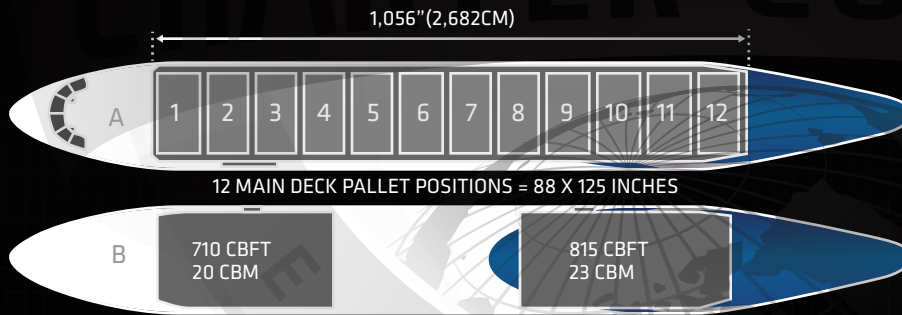 1,056”(2,682CM)
A 1 2 3 4 5 6 7 8 9 10 11 12
12 MAIN DECK PALLET POSITIONS = 88 X 125 INCHES
B
710 CBFT
20 CBM
815 CBFT
23 CBM